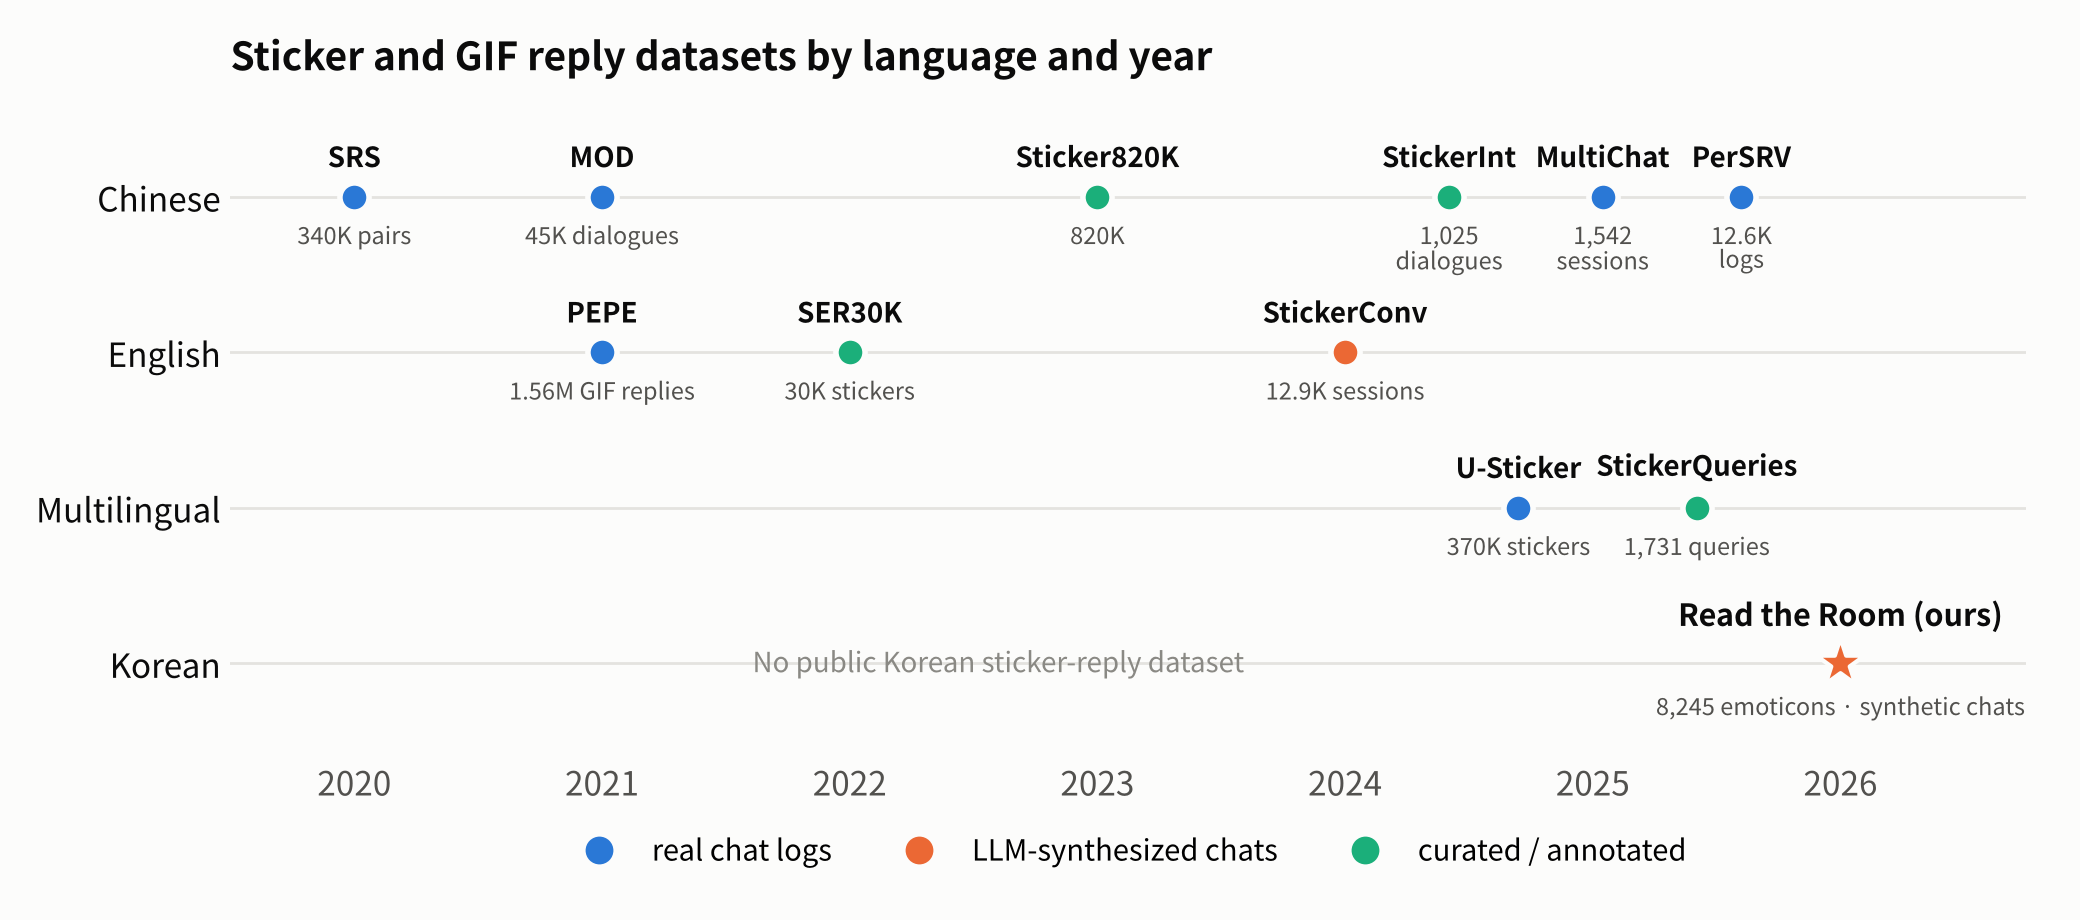 Sticker and GIF reply datasets by language and year
SRS MOD Sticker820K StickerInt MultiChat PerSRV
Chinese
340K pairs 45K dialogues 820K 1,025 1,542 12.6K
dialogues sessions logs
PEPE SER30K StickerConv
English
1.56M GIF replies 30K stickers 12.9K sessions
U-Sticker StickerQueries
Multilingual
370K stickers 1,731 queries
Read the Room (ours)
Korean No public Korean sticker-reply dataset
8,245 emoticons · synthetic chats
2020 2021 2022 2023 2024 2025 2026
real chat logs LLM-synthesized chats curated / annotated